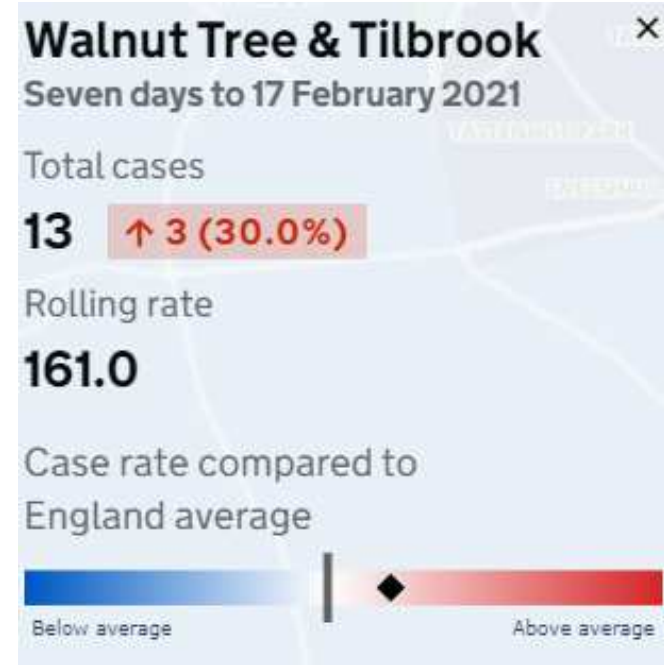 Walnut Tree & Tilbrook ×
Seven days to 17 February 2021
Total cases
13 ↑ 3 (30.0%)
Rolling rate
161.0
Case rate compared to
England average
Below average Above average